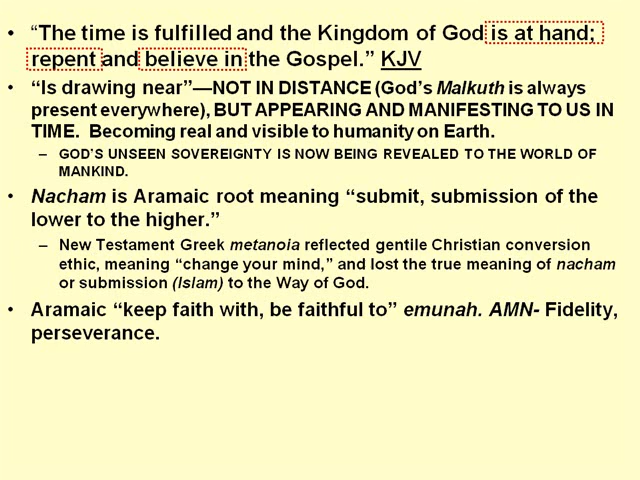 • “The time is fulfilled and the Kingdom of God is at hand;
repent and believe in the Gospel.” KJV
• “Is drawing near”—NOT IN DISTANCE (God’s Malkuth is always
present everywhere), BUT APPEARING AND MANIFESTING TO US IN
TIME. Becoming real and visible to humanity on Earth.
– GOD’S UNSEEN SOVEREIGNTY IS NOW BEING REVEALED TO THE WORLD OF
MANKIND.
• Nacham is Aramaic root meaning “submit, submission of the
lower to the higher.”
– New Testament Greek metanoia reflected gentile Christian conversion
ethic, meaning “change your mind,” and lost the true meaning of nacham
or submission (Islam) to the Way of God.
• Aramaic “keep faith with, be faithful to” emunah. AMN- Fidelity,
perseverance.